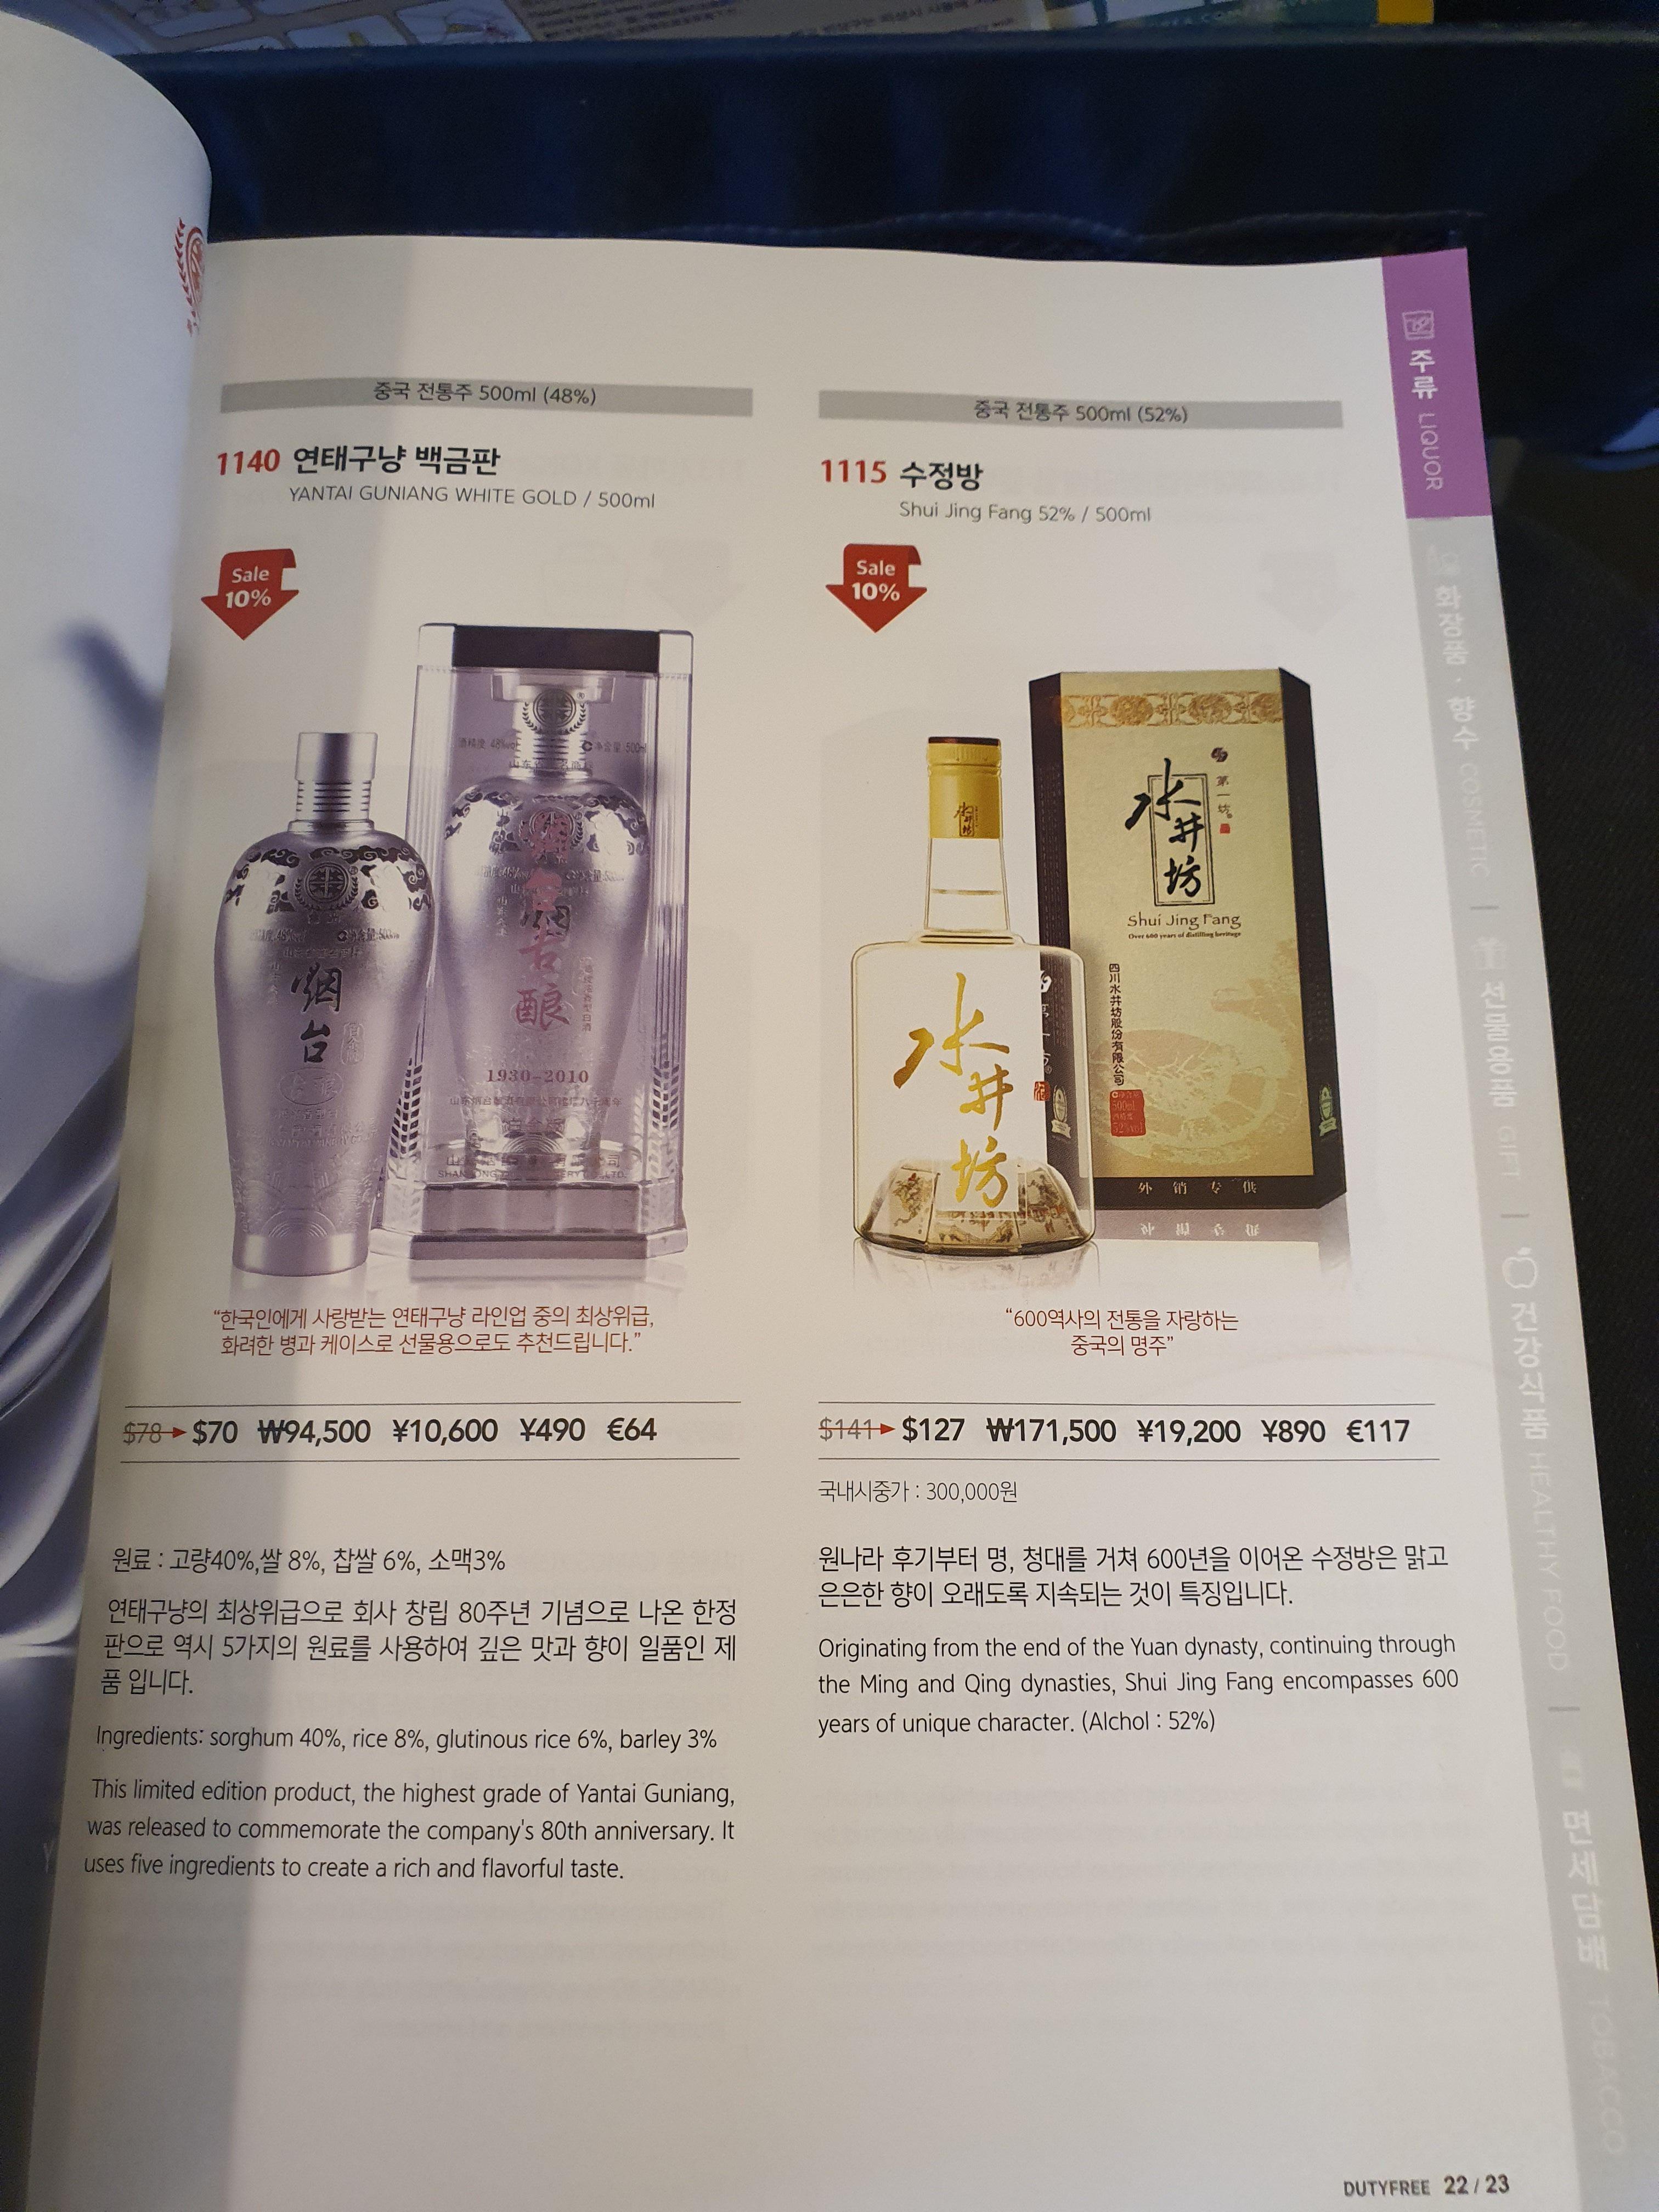 중국 전통주 500ml (48%)
1140 연태구냥 백금판
YANTAI GUNIANG WHITE GOLD / 500ml
Sale
10%
烟
台
酿
1930-2010
“한국인에게 사랑받는 연태구냥 라인업 중의 최상위급,
화려한 병과 케이스로 선물용으로도 추천드립니다.”
$78 $70 ₩94,500 ¥10,600 ¥490 €64
원료 : 고량40%,쌀 8%, 찹쌀 6%, 소맥3%
연태구냥의 최상위급으로 회사 창립 80주년 기념으로 나온 한정
판으로 역시 5가지의 원료를 사용하여 깊은 맛과 향이 일품인 제
품 입니다.
Ingredients: sorghum 40%, rice 8%, glutinous rice 6%, barley 3%
This limited edition product, the highest grade of Yantai Guniang,
was released to commemorate the company's 80th anniversary. It
uses five ingredients to create a rich and flavorful taste.
중국 전통주 500ml (52%)
1115 수정방
Shui Jing Fang 52% / 500ml
Sale
10%
水井坊
水井坊
第一坊
水井坊
Shui Jing Fang
Over 600 years of distilling heritage
四川水井坊股份有限公司
500ml
52%vol
外销专供
“600역사의 전통을 자랑하는
중국의 명주”
$141 $127 ₩171,500 ¥19,200 ¥890 €117
국내시중가 : 300,000원
원나라 후기부터 명, 청대를 거쳐 600년을 이어온 수정방은 맑고
은은한 향이 오래도록 지속되는 것이 특징입니다.
Originating from the end of the Yuan dynasty, continuing through
the Ming and Qing dynasties, Shui Jing Fang encompasses 600
years of unique character. (Alchol : 52%)
주류 LIQUOR
화장품 · 향수 COSMETIC
선물용품 GIFT
건강식품 HEALTHY FOOD
면세담배 TOBACCO
DUTYFREE 22 / 23